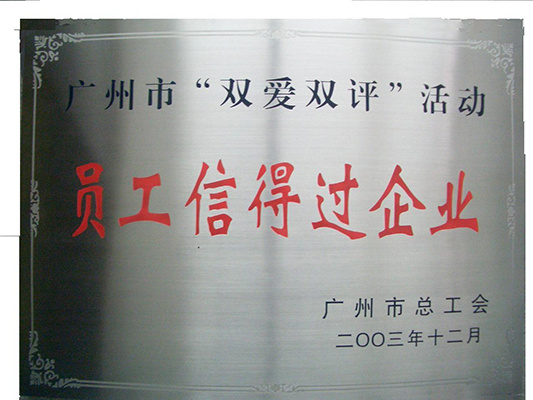 广州市“双爱双评”活动
员工信得过企业
广州市总工会
二〇〇三年十二月